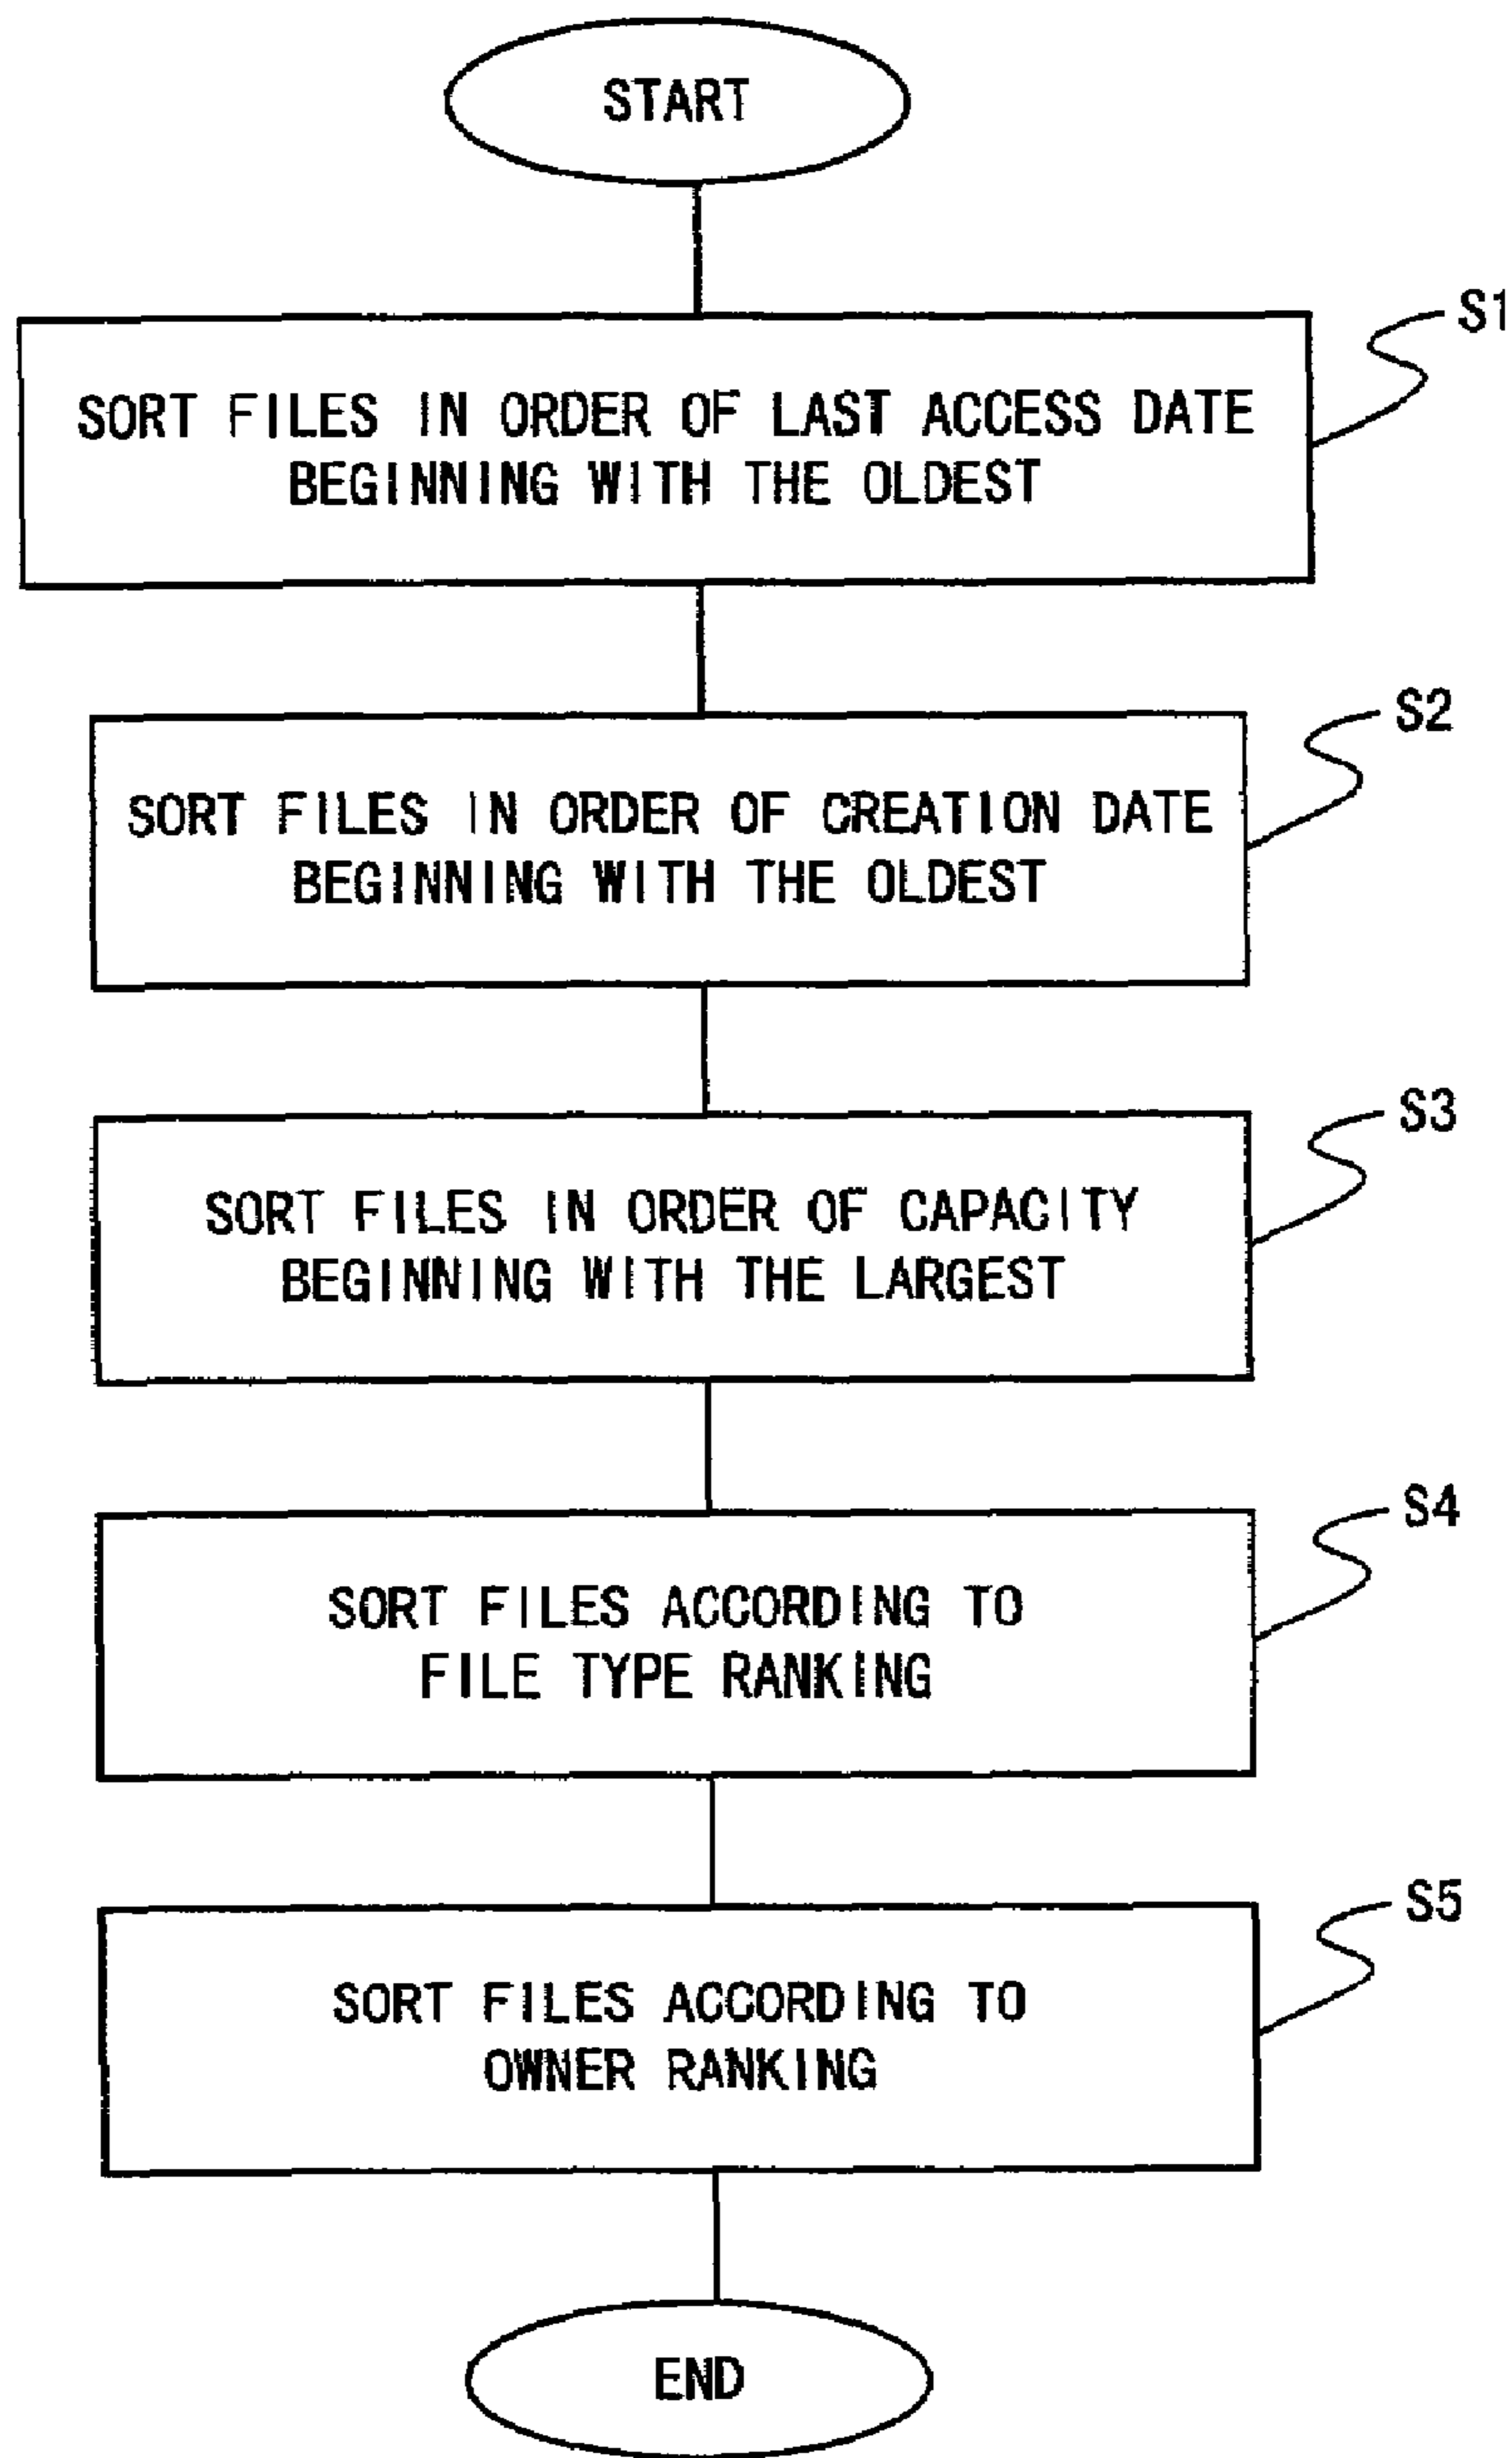 START
S1
SORT FILES IN ORDER OF LAST ACCESS DATE
BEGINNING WITH THE OLDEST
S2
SORT FILES IN ORDER OF CREATION DATE
BEGINNING WITH THE OLDEST
S3
SORT FILES IN ORDER OF CAPACITY
BEGINNING WITH THE LARGEST
S4
SORT FILES ACCORDING TO
FILE TYPE RANKING
S5
SORT FILES ACCORDING TO
OWNER RANKING
END